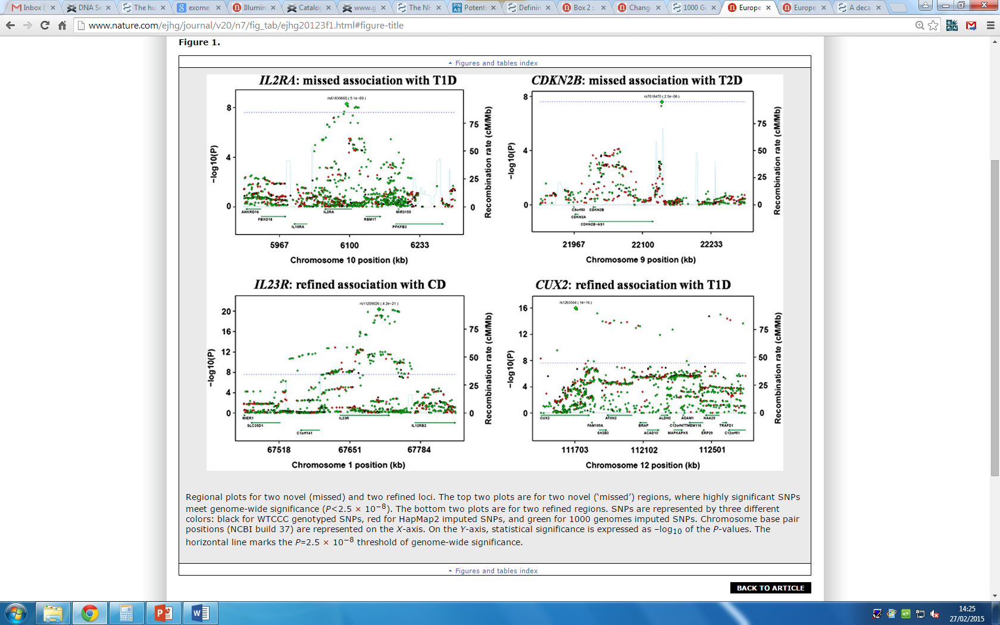 Inbox (
DNA Se
The hu
exome
Illumin
Catalog
www.g
The NH
Potenti
Definin
Box 2 :
Chang
1000 G
Europe
Europe
A deca
www.nature.com/ejhg/journal/v20/n7/fig_tab/ejhg20123f1.html#figure-title
Figure 1.
Figures and tables index
IL2RA: missed association with T1D
rs61839660 ( 5.1e-09 )
8
4
0
75
50
25
0
−log10(P)
Recombination rate (cM/Mb)
ANKRD16
IL2RA
MIR3155
FBXO18
RBM17
IL15RA
PFKFB3
5967
6100
6233
Chromosome 10 position (kb)
CDKN2B: missed association with T2D
rs7018475 ( 2.5e-08 )
8
4
0
75
50
25
0
−log10(P)
Recombination rate (cM/Mb)
C9orf53
CDKN2B
CDKN2A
CDKN2B-AS1
21967
22100
22233
Chromosome 9 position (kb)
IL23R: refined association with CD
rs11209026 ( 4.2e-21 )
20
16
12
8
4
0
75
50
25
0
−log10(P)
Recombination rate (cM/Mb)
MIER1
IL23R
SLC35D1
IL12RB2
C1orf141
67518
67651
67784
Chromosome 1 position (kb)
CUX2: refined association with T1D
rs1265564 ( 1e-16 )
16
12
8
4
0
75
50
25
0
−log10(P)
Recombination rate (cM/Mb)
CUX2
ATXN2
ALDH2
ADAM1
NAA25
FAM109A
BRAP
C12orf47
TMEM116
TRAFD1
SH2B3
ACAD10
MAPKAPK5
ERP29
C12orf51
111703
112102
112501
Chromosome 12 position (kb)
Regional plots for two novel (missed) and two refined loci. The top two plots are for two novel (‘missed’) regions, where highly significant SNPs
meet genome-wide significance (P<2.5 × 10−8). The bottom two plots are for two refined regions. SNPs are represented by three different
colors: black for WTCCC genotyped SNPs, red for HapMap2 imputed SNPs, and green for 1000 genomes imputed SNPs. Chromosome base pair
positions (NCBI build 37) are represented on the X-axis. On the Y-axis, statistical significance is expressed as –log10 of the P-values. The
horizontal line marks the P=2.5 × 10−8 threshold of genome-wide significance.
Figures and tables index
BACK TO ARTICLE
14:25
27/02/2015